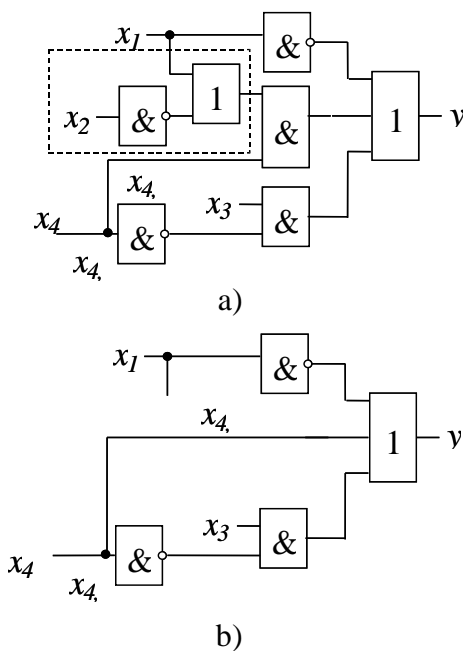 x1 &
1 1 y
x2 & &
x4,
x3 &
x4 &
x4,
a)
x1 &
x4,
1 y
x3 &
x4 &
x4,
b)